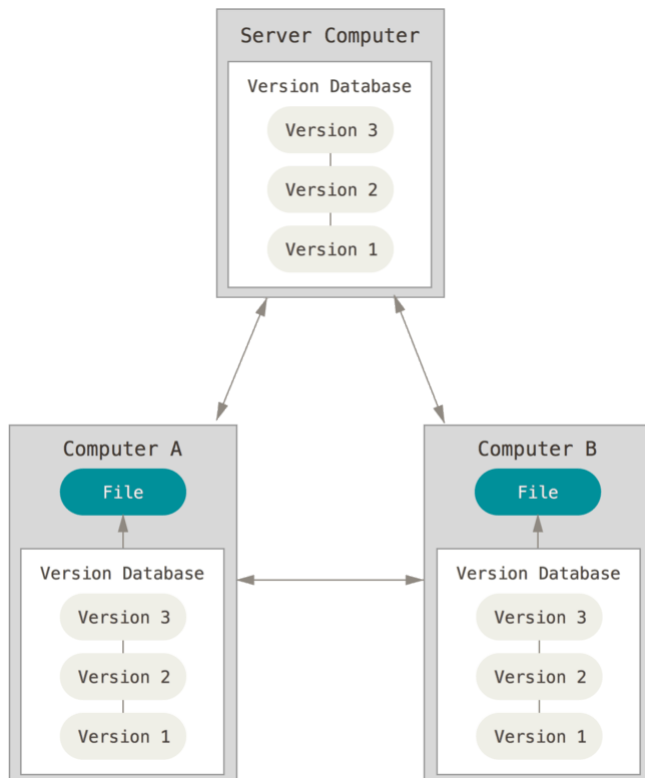 Server Computer
Version Database
Version 3
Version 2
Version 1
Computer A
File
Version Database
Version 3
Version 2
Version 1
Computer B
File
Version Database
Version 3
Version 2
Version 1